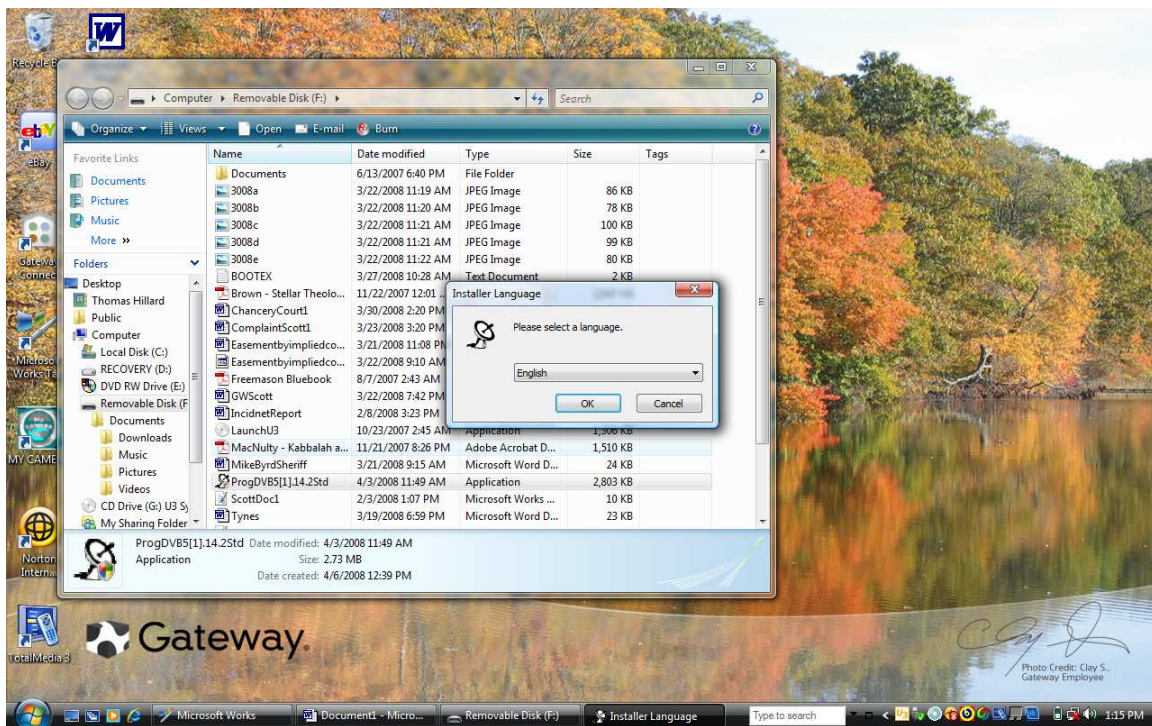 Recycle B
W
eBay
eBay
Gatewa
Connec
Microso
Works Ta
MY GAME
Norton
Intern...
TotalMedia 3
Computer Removable Disk (F:)
Search
Organize Views Open E-mail Burn
Favorite Links
Documents
Pictures
Music
More »
Folders
Desktop
Thomas Hillard
Public
Computer
Local Disk (C:)
RECOVERY (D:)
DVD RW Drive (E:)
Removable Disk (F
Documents
Downloads
Music
Pictures
Videos
CD Drive (G:) U3 Sy
My Sharing Folder
Name Date modified Type Size Tags
Documents 6/13/2007 6:40 PM File Folder
3008a 3/22/2008 11:19 AM JPEG Image 86 KB
3008b 3/22/2008 11:20 AM JPEG Image 78 KB
3008c 3/22/2008 11:21 AM JPEG Image 100 KB
3008d 3/22/2008 11:21 AM JPEG Image 99 KB
3008e 3/22/2008 11:22 AM JPEG Image 80 KB
BOOTEX 3/27/2008 10:28 AM Text Document 2 KB
Brown - Stellar Theolo... 11/22/2007 12:01 ...
ChanceryCourt1 3/30/2008 2:20 PM
ComplaintScott1 3/23/2008 3:20 PM
Easementbyimpliedco... 3/21/2008 11:08 PM
Easementbyimpliedco... 3/22/2008 9:10 AM
Freemason Bluebook 8/7/2007 2:43 AM
GWScott 3/22/2008 7:42 PM
IncidnetReport 2/8/2008 3:23 PM
LaunchU3 10/23/2007 2:45 AM Application 1,306 KB
MacNulty - Kabbalah a... 11/21/2007 8:26 PM Adobe Acrobat D... 1,510 KB
MikeByrdSheriff 3/21/2008 9:15 AM Microsoft Word D... 24 KB
ProgDVB5[1].14.2Std 4/3/2008 11:49 AM Application 2,803 KB
ScottDoc1 2/3/2008 1:07 PM Microsoft Works ... 10 KB
Tynes 3/19/2008 6:59 PM Microsoft Word D... 23 KB
Installer Language
Please select a language.
English
OK Cancel
ProgDVB5[1].14.2Std Date modified: 4/3/2008 11:49 AM
Application Size: 2.73 MB
Date created: 4/6/2008 12:39 PM
Gateway.
Photo Credit: Clay S.,
Gateway Employee
Microsoft Works Document1 - Micro... Removable Disk (F:) Installer Language Type to search 1:15 PM